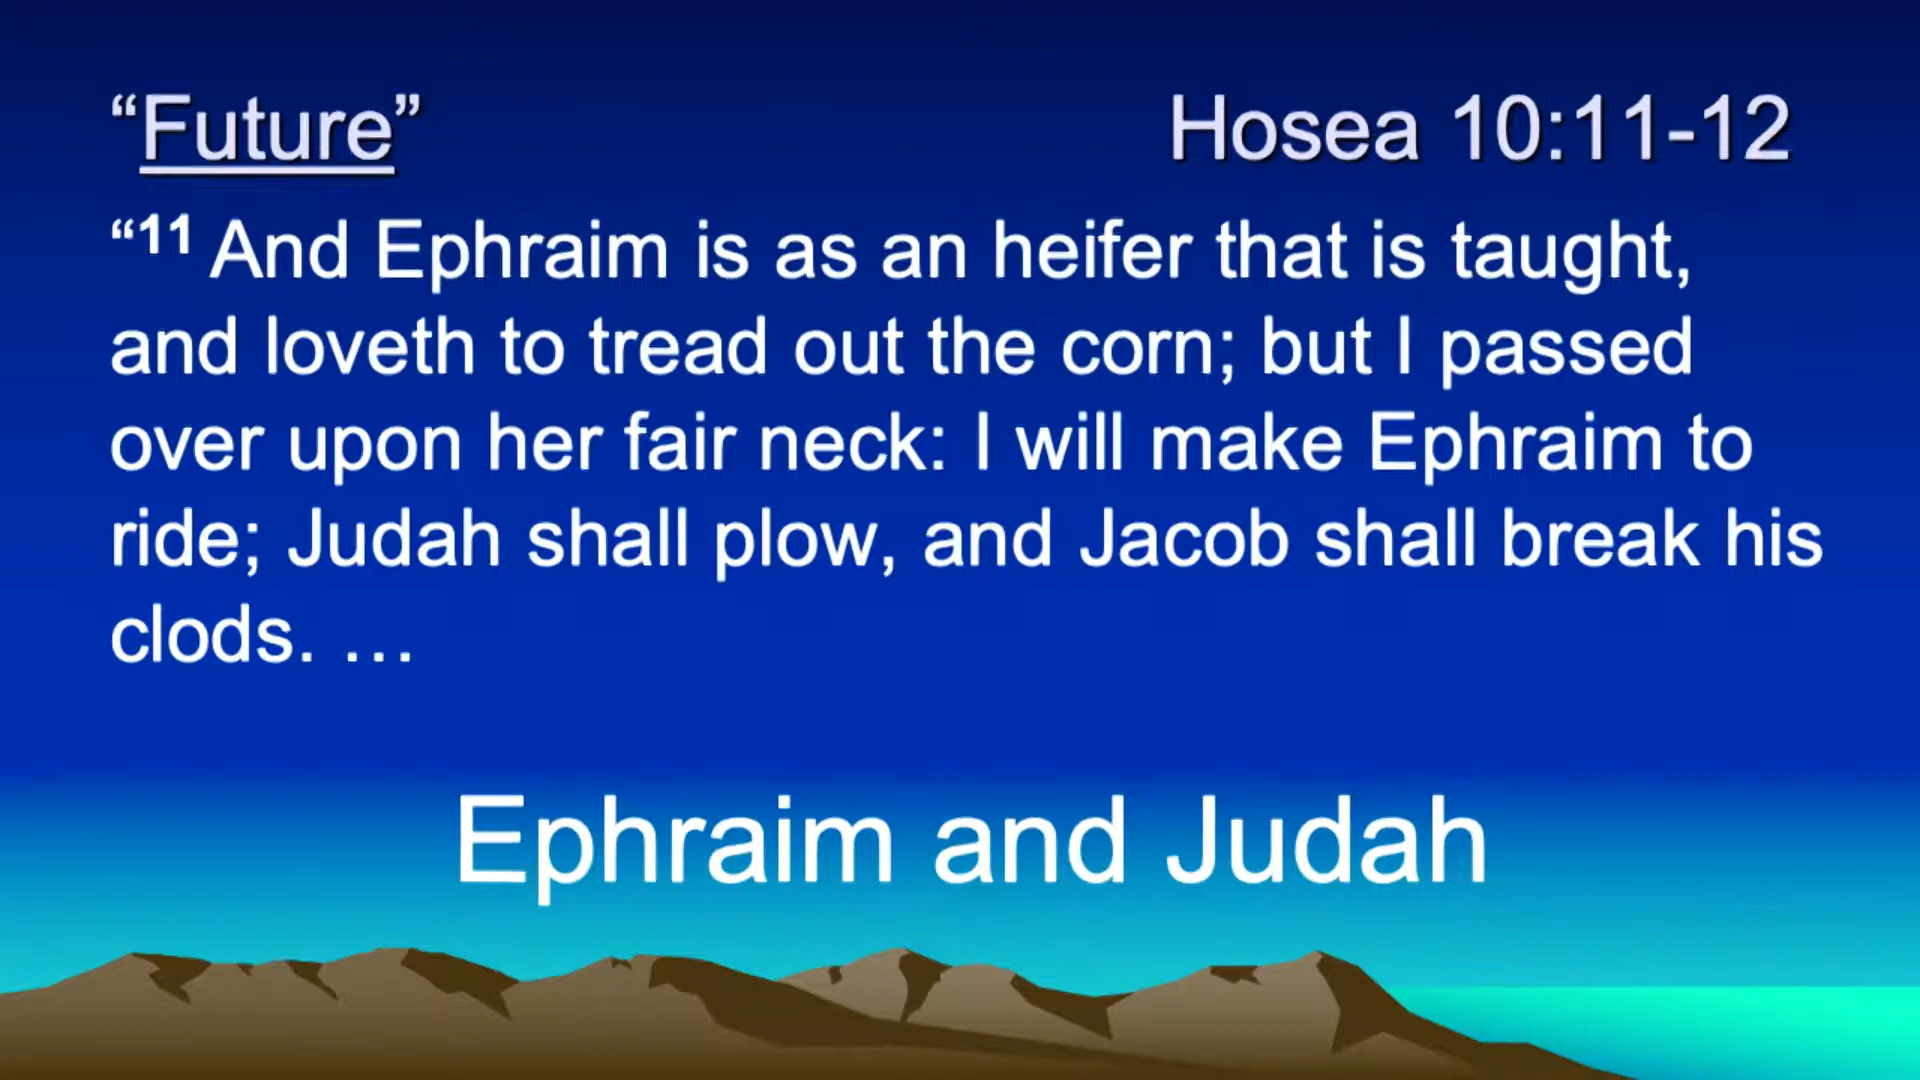 “Future” Hosea 10:11-12
“11 And Ephraim is as an heifer that is taught,
and loveth to tread out the corn; but I passed
over upon her fair neck: I will make Ephraim to
ride; Judah shall plow, and Jacob shall break his
clods. …
Ephraim and Judah